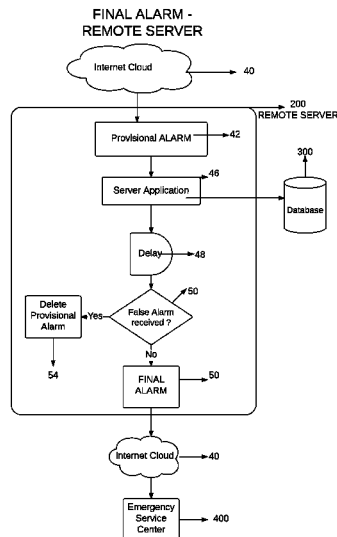 FINAL ALARM -
REMOTE SERVER
Internet Cloud
40
200
REMOTE SERVER
Provisional ALARM
42
46
Server Application
300
Database
Delay
48
50
False Alarm
received ?
Yes
Delete
Provisional
Alarm
54
No
FINAL
ALARM
50
Internet Cloud
40
Emergency
Service
Center
400